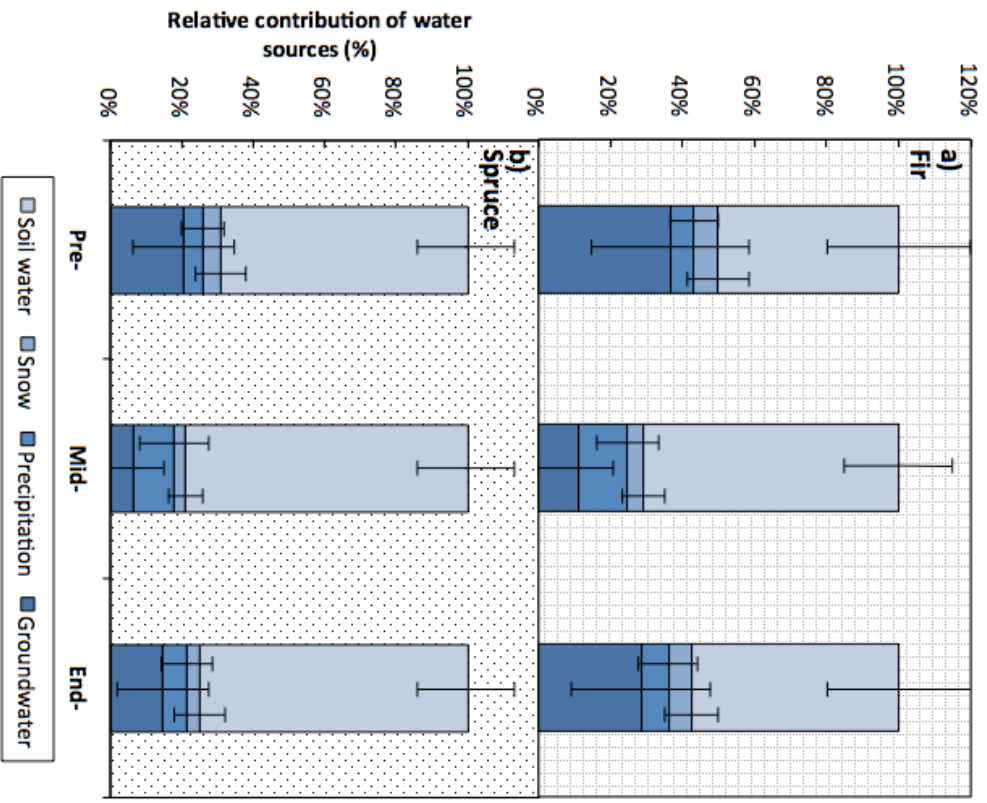 a)
Fir
120%
100%
80%
60%
40%
20%
0%
b)
Spruce
100%
80%
60%
40%
20%
0%
Relative contribution of water
sources (%)
Pre-
Mid-
End-
Soil water
Snow
Precipitation
Groundwater